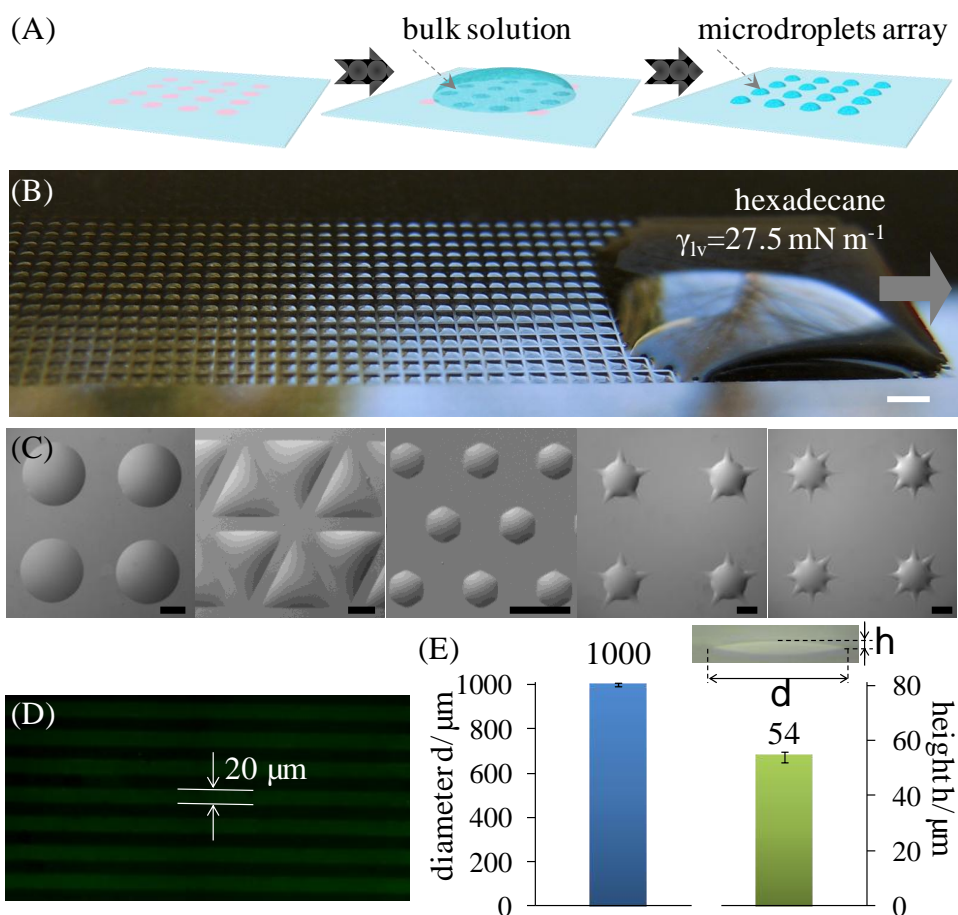 (A)
bulk solution
microdroplets array
(B)
hexadecane
γlv=27.5 mN m-1
(C)
(D)
20 μm
(E)
h
d
1000
54
diameter d/ μm
1000
800
600
400
200
0
80
60
40
20
0
height h/ μm